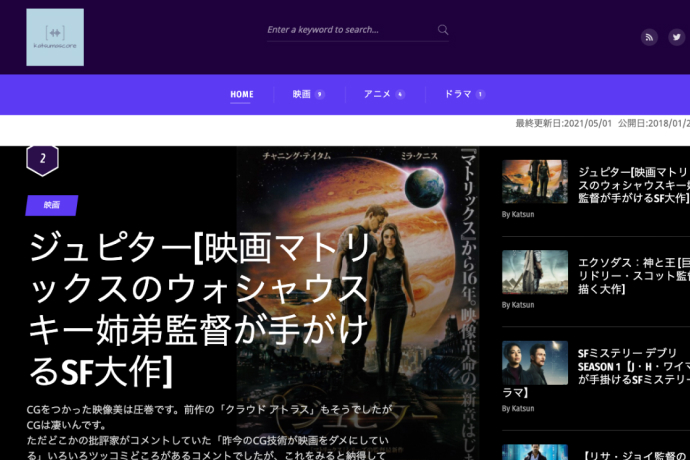 katsumascore
Enter a keyword to search...
HOME
映画 9
アニメ 4
ドラマ 1
最終更新日:2021/05/01 公開日:2018/01/2
2
映画
ジュピター[映画マトリ
ックスのウォシャウス
キー姉弟監督が手がけ
るSF大作]
CGをつかった映像美は圧巻です。前作の「クラウド アトラス」もそうでしたが
CGは凄いんです。
ただどこかの批評家がコメントしていた「昨今のCG技術が映画をダメにしてい
る」いろいろツッコミどころがあるコメントでしたが、これをみると納得して
チャニング・テイタム
ミラ・クニス
『マトリックス』から16年。映像革命の新章はじま
ジュピター
ジュピター[映画マトリ
スのウォシャウスキー姉
監督が手がけるSF大作]
By Katsun
エクソダス：神と王 [巨
リドリー・スコット監督
描く大作]
By Katsun
SFミステリー デブリ
SEASON 1【J・H・ワイマ
が手掛けるSFミステリー
ラマ】
By Katsun
【リサ・ジョイ監督の